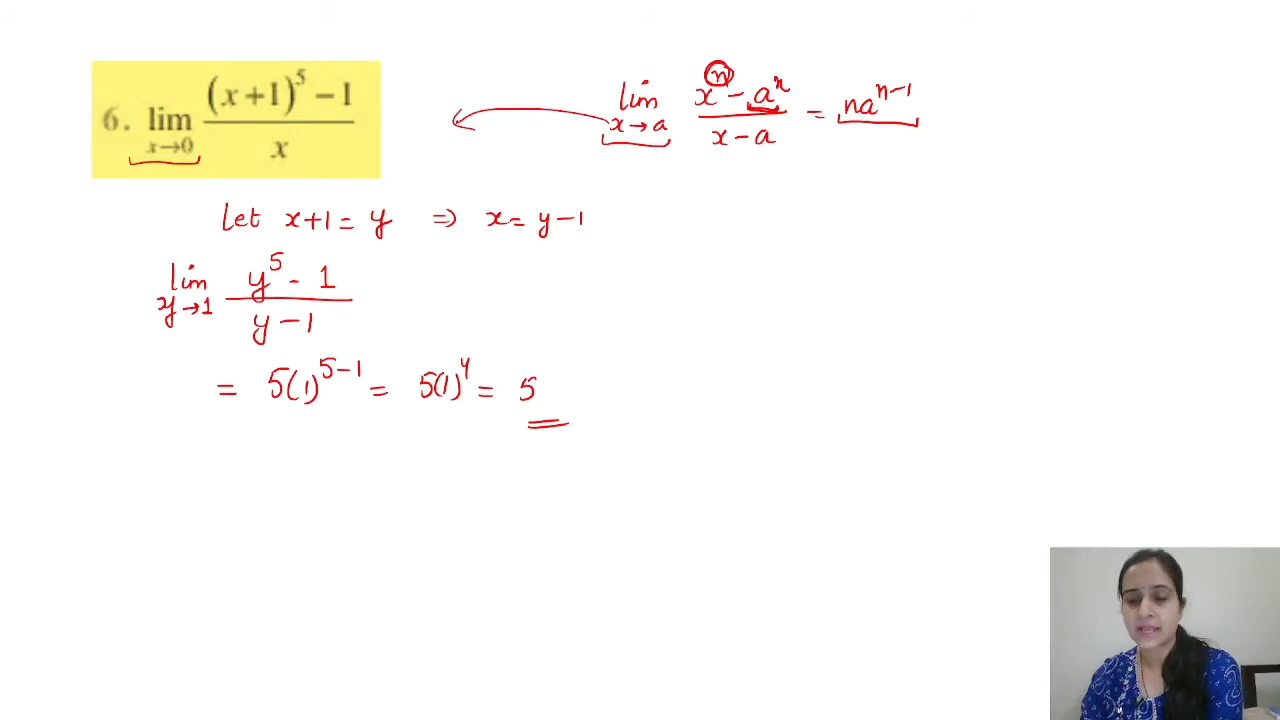 6. lim x→0 ((x+1)^5 − 1)/x
lim x→a (x^n − a^n)/(x − a) = na^(n−1)
Let x+1 = y ⇒ x = y−1
lim y→1 (y^5 − 1)/(y − 1)
= 5(1)^(5−1) = 5(1)^4 = 5